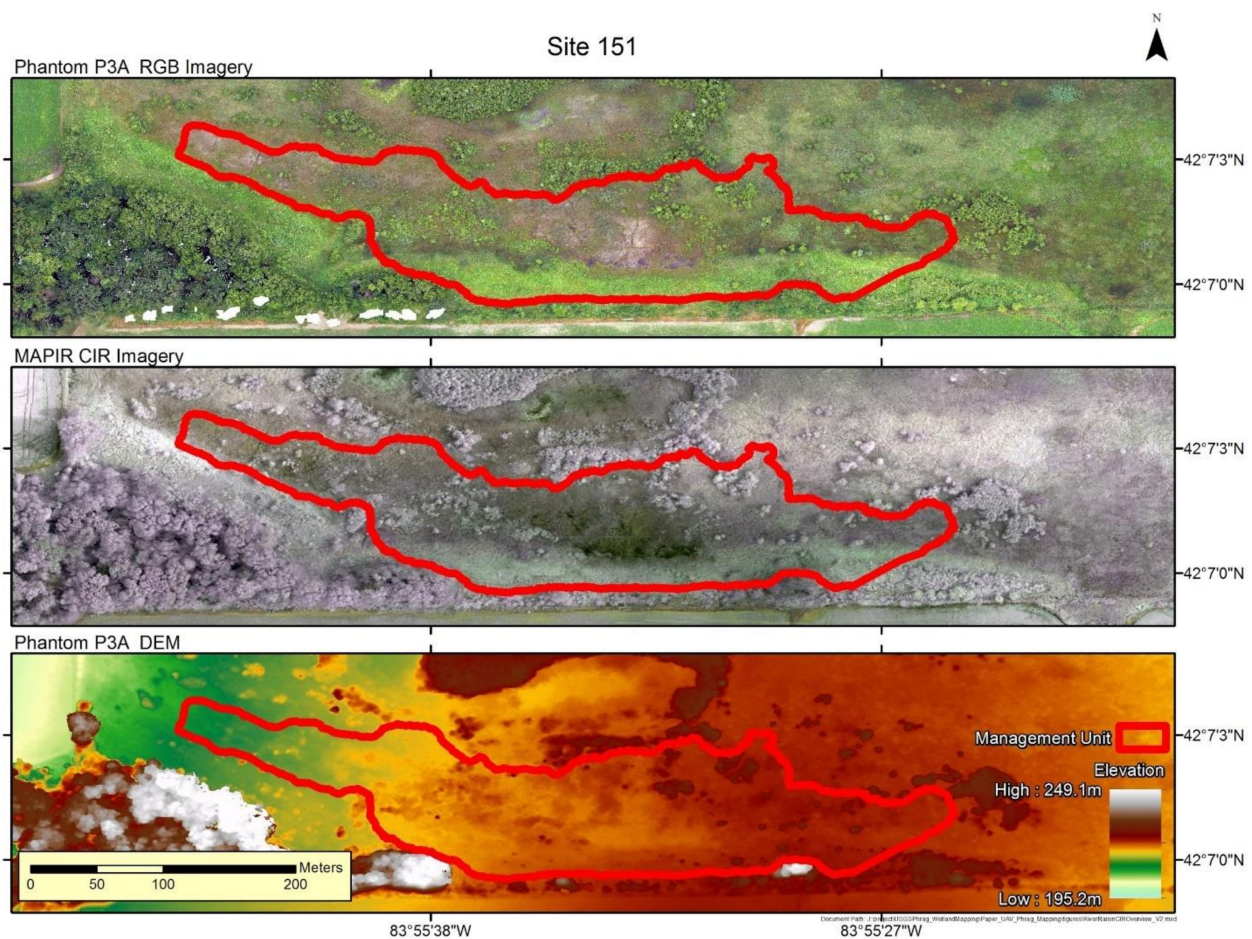 N
Site 151
Phantom P3A RGB Imagery
42°7'3"N
42°7'0"N
MAPIR CIR Imagery
42°7'3"N
42°7'0"N
Phantom P3A DEM
Management Unit
42°7'3"N
Elevation
High : 249.1m
42°7'0"N
Meters
0 50 100 200
Low : 195.2m
83°55'38"W
83°55'27"W